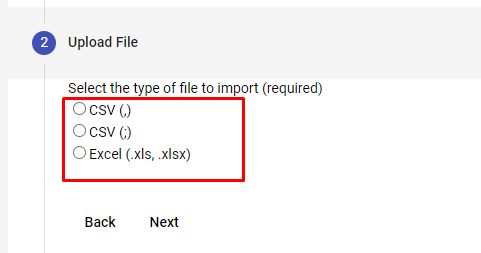 2 Upload File
Select the type of file to import (required)
CSV (,)
CSV (;)
Excel (.xls, .xlsx)
Back Next